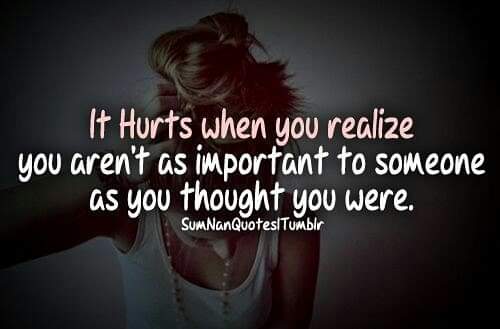 It Hurts when you realize
you aren't as important to someone
as you thought you were.
SumNanQuotes|Tumblr